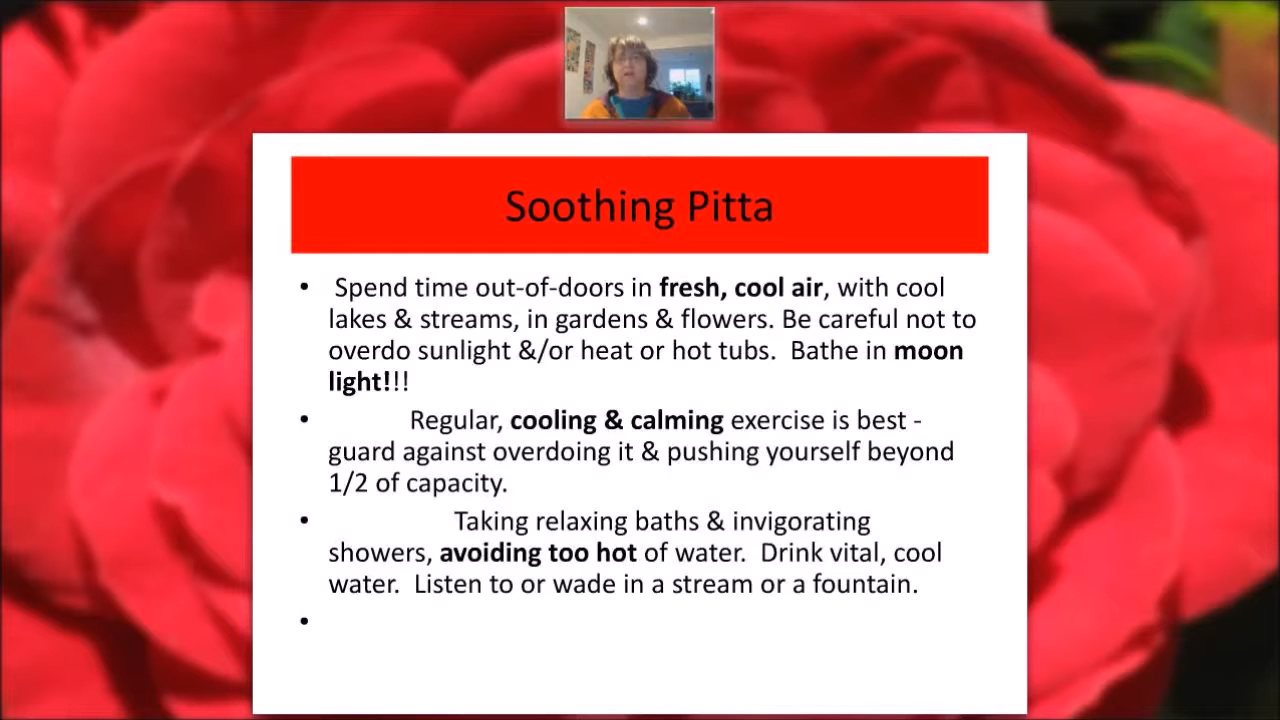 Soothing Pitta
• Spend time out-of-doors in fresh, cool air, with cool
lakes & streams, in gardens & flowers. Be careful not to
overdo sunlight &/or heat or hot tubs.  Bathe in moon
light!!!
• Regular, cooling & calming exercise is best -
guard against overdoing it & pushing yourself beyond
1/2 of capacity.
• Taking relaxing baths & invigorating
showers, avoiding too hot of water.  Drink vital, cool
water.  Listen to or wade in a stream or a fountain.
•